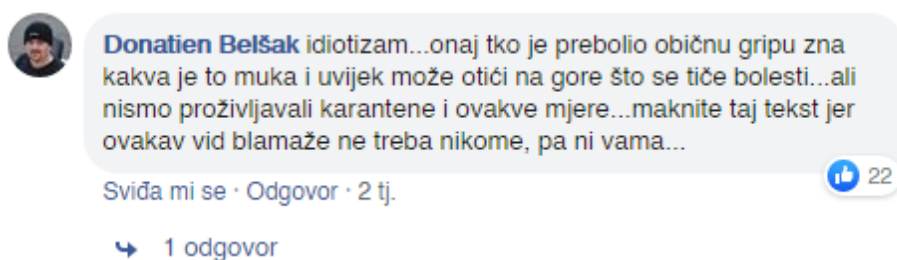 Donatien Belšak idiotizam...onaj tko je prebolio običnu gripu zna
kakva je to muka i uvijek može otići na gore što se tiče bolesti...ali
nismo proživljavali karantene i ovakve mjere...maknite taj tekst jer
ovakav vid blamaže ne treba nikome, pa ni vama...
22
Sviđa mi se · Odgovor · 2 tj.
1 odgovor